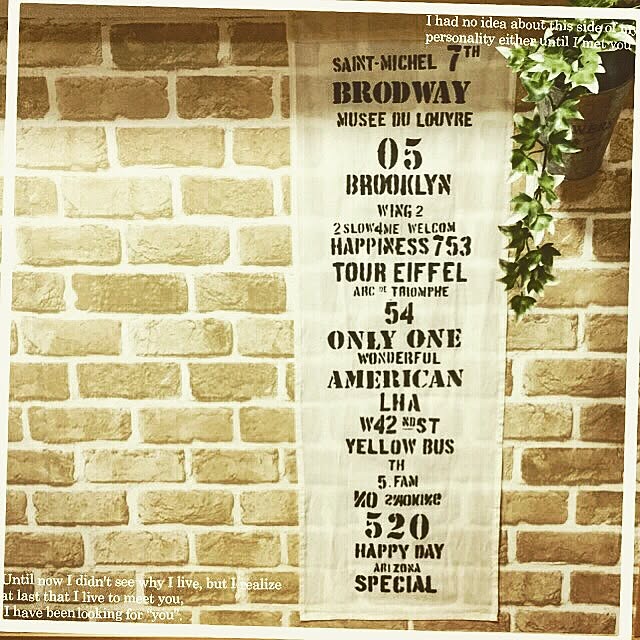 I had no idea about this side of my
personality either until I met you
SAINT-MICHEL 7TH
BRODWAY
MUSEE DU LOUVRE
05
BROOKLYN
WING 2
2 SLOW4ME WELCOM
HAPPINESS 753
TOUR EIFFEL
ARC DE TRIOMPHE
54
ONLY ONE
WONDERFUL
AMERICAN
LHA
W42 NDST
YELLOW BUS
TH
5. FAM
NO SMOKING
520
HAPPY DAY
ARIZONA
SPECIAL
Until now I didn't see why I live, but I realize
at last that I live to meet you,
I have been looking for "you".